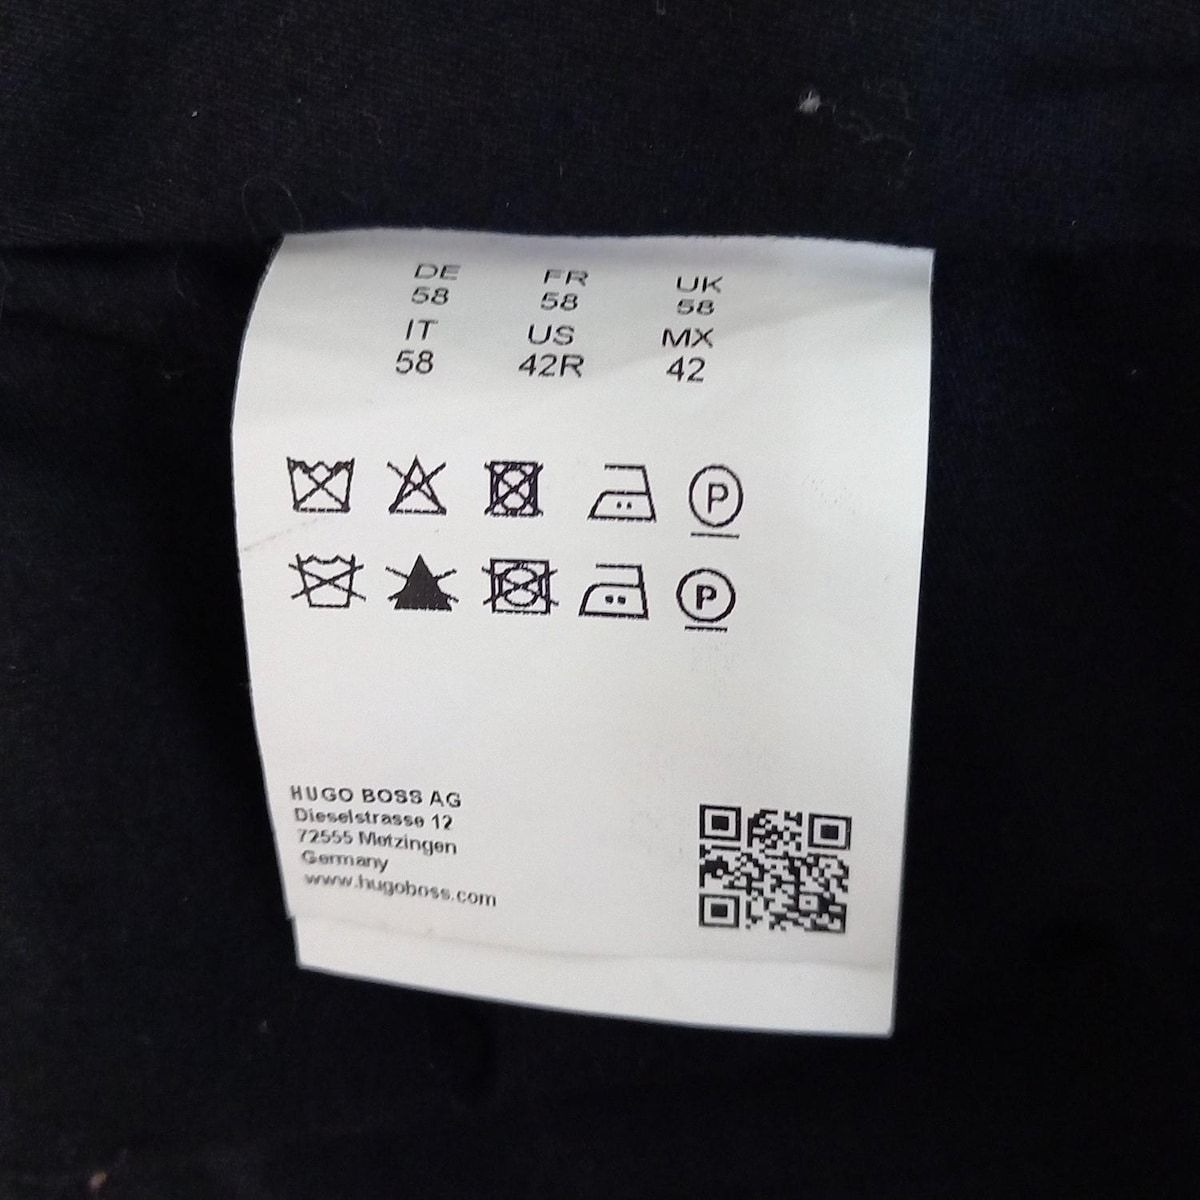 DE FR UK
58 58 58
IT US MX
58 42R 42
P
P
HUGO BOSS AG
Dieselstrasse 12
72555 Metzingen
Germany
www.hugoboss.com